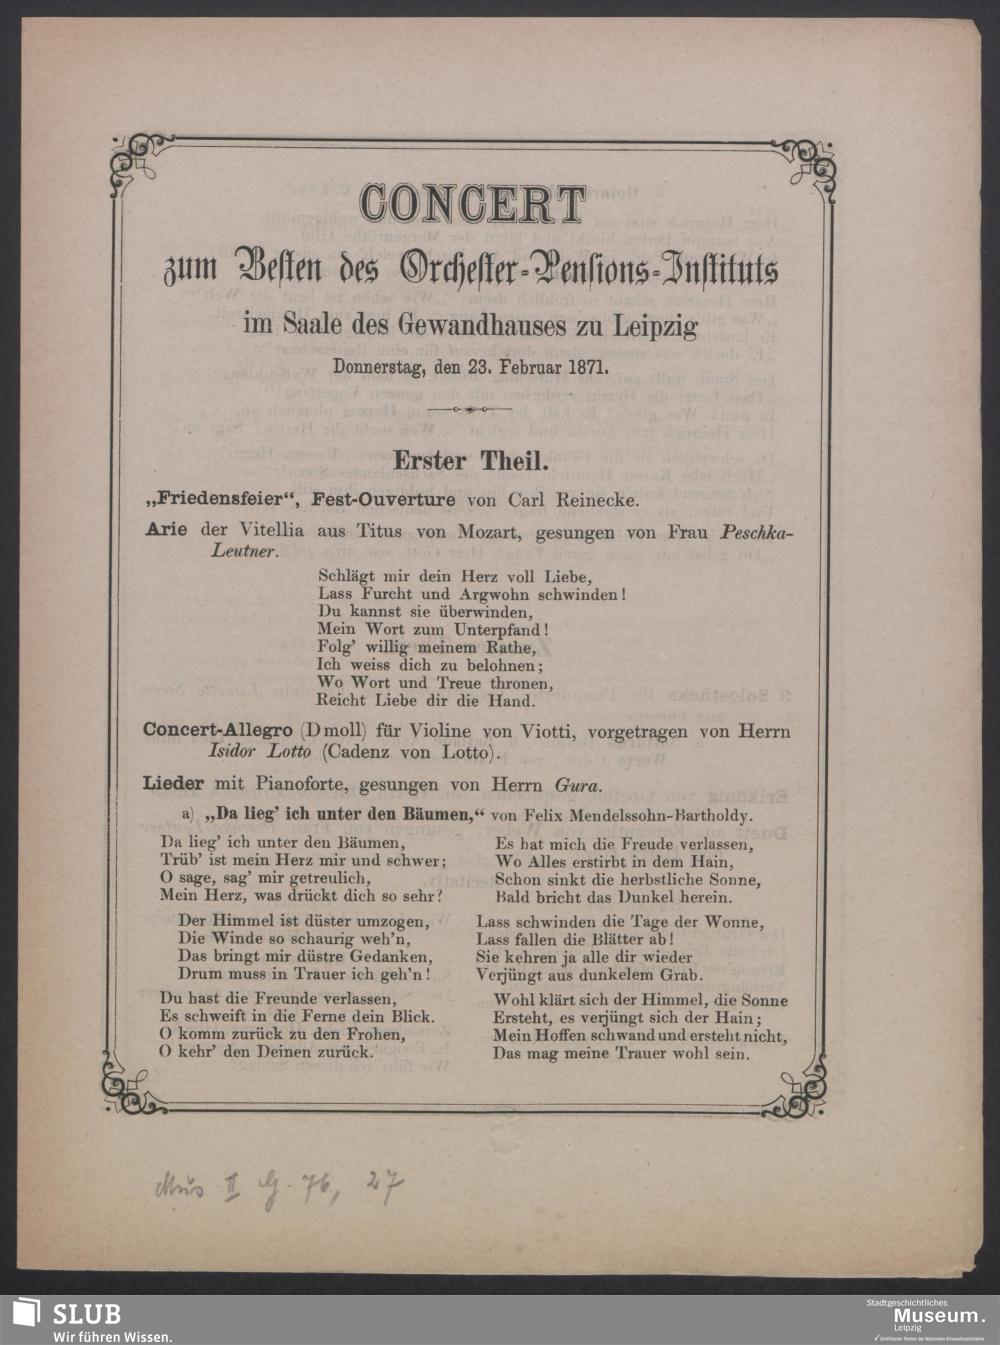 CONCERT
zum Besten des Orchester-Pensions-Instituts
im Saale des Gewandhauses zu Leipzig
Donnerstag, den 23. Februar 1871.
Erster Theil.
„Friedensfeier“, Fest-Ouverture von Carl Reinecke.
Arie der Vitellia aus Titus von Mozart, gesungen von Frau Peschka-
Leutner.
Schlägt mir dein Herz voll Liebe,
Lass Furcht und Argwohn schwinden!
Du kannst sie überwinden,
Mein Wort zum Unterpfand!
Folg’ willig meinem Rathe,
Ich weiss dich zu belohnen;
Wo Wort und Treue thronen,
Reicht Liebe dir die Hand.
Concert-Allegro (D moll) für Violine von Viotti, vorgetragen von Herrn
Isidor Lotto (Cadenz von Lotto).
Lieder mit Pianoforte, gesungen von Herrn Gura.
a) „Da lieg’ ich unter den Bäumen,“ von Felix Mendelssohn-Bartholdy.
Da lieg’ ich unter den Bäumen,
Trüb’ ist mein Herz mir und schwer;
O sage, sag’ mir getreulich,
Mein Herz, was drückt dich so sehr?
Der Himmel ist düster umzogen,
Die Winde so schaurig weh’n,
Das bringt mir düstre Gedanken,
Drum muss in Trauer ich geh’n!
Du hast die Freunde verlassen,
Es schweift in die Ferne dein Blick.
O komm zurück zu den Frohen,
O kehr’ den Deinen zurück.
Es hat mich die Freude verlassen,
Wo Alles erstirbt in dem Hain,
Schon sinkt die herbstliche Sonne,
Bald bricht das Dunkel herein.
Lass schwinden die Tage der Wonne,
Lass fallen die Blätter ab!
Sie kehren ja alle dir wieder
Verjüngt aus dunkelem Grab.
Wohl klärt sich der Himmel, die Sonne
Ersteht, es verjüngt sich der Hain;
Mein Hoffen schwand und ersteht nicht,
Das mag meine Trauer wohl sein.
Mus II G. 76, 27
SLUB
Wir führen Wissen.
Stadtgeschichtliches
Museum.
Leipzig
Zertifizierter Partner der Nationalen Klimaschutzinitiative